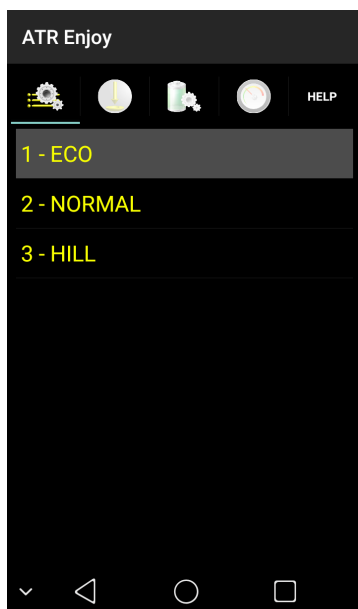 ATR Enjoy
HELP
1 - ECO
2 - NORMAL
3 - HILL